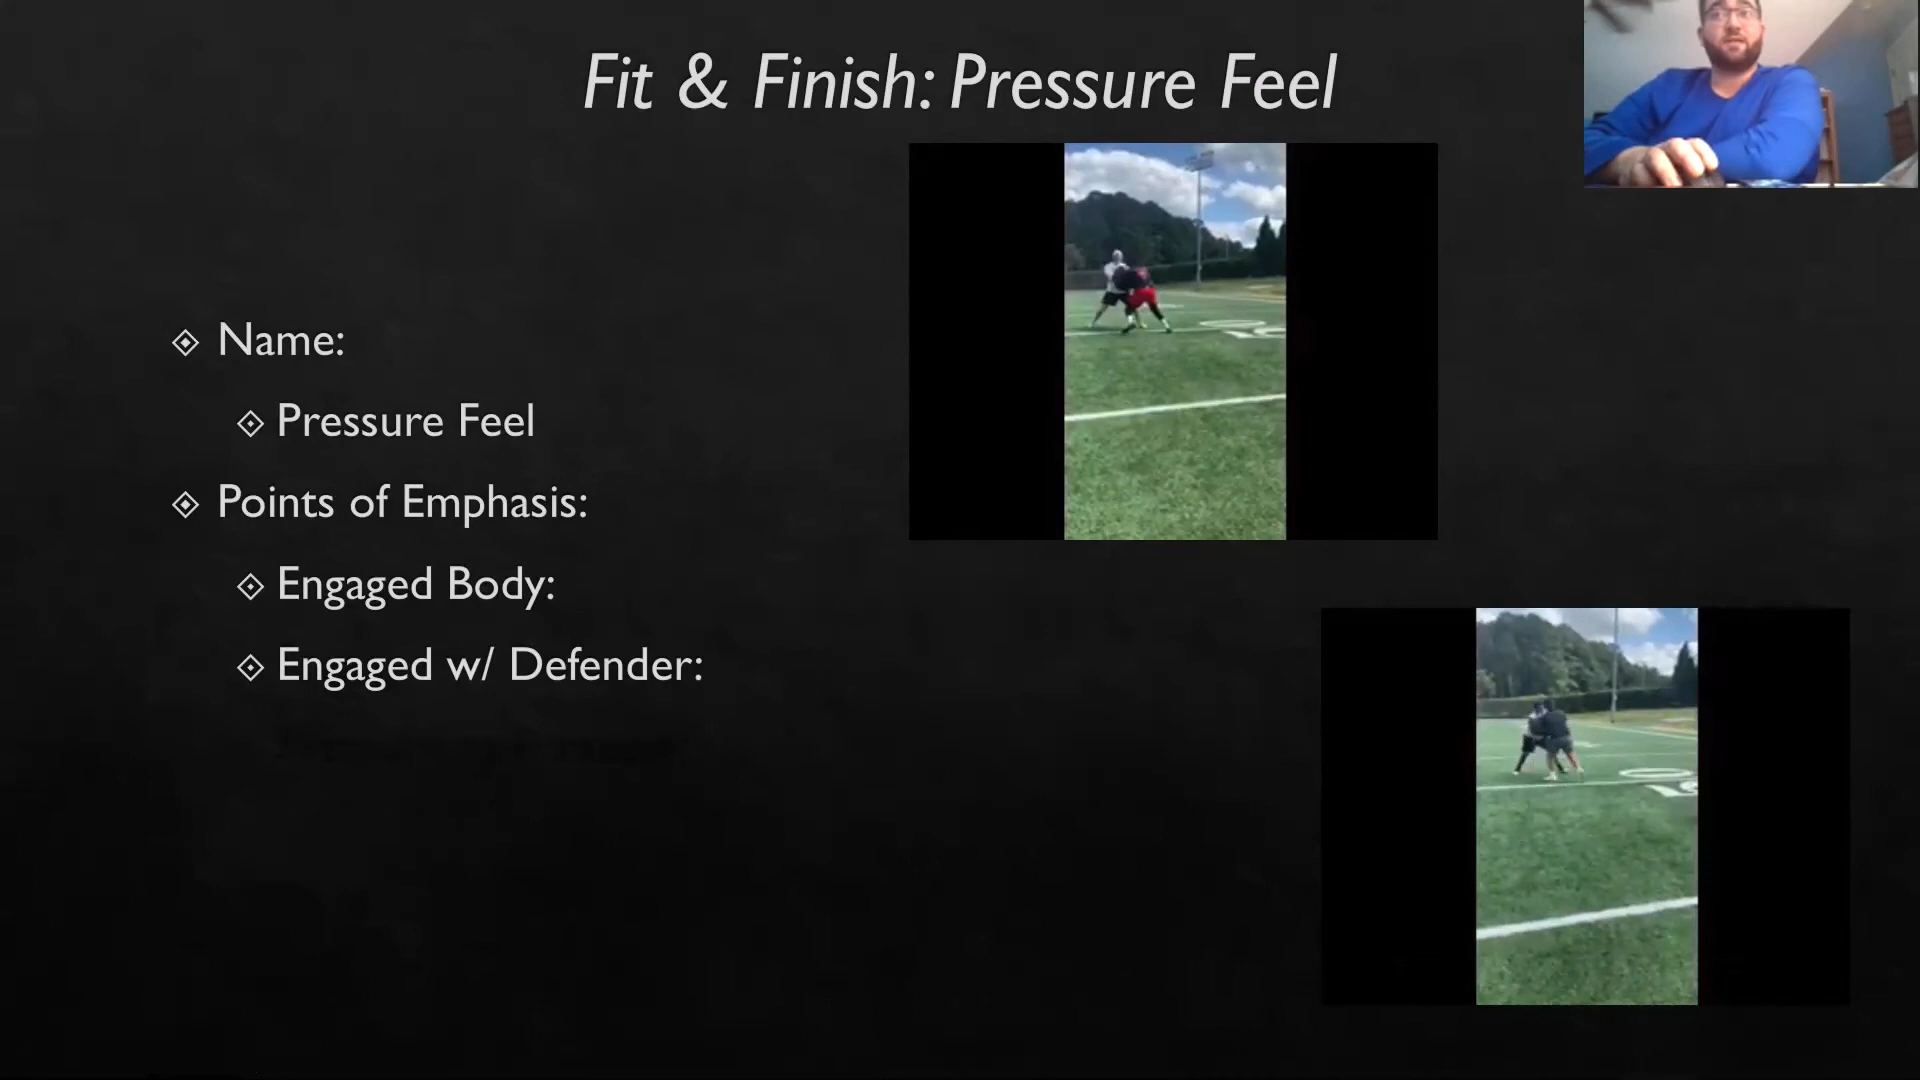 Fit & Finish: Pressure Feel
Name:
Pressure Feel
Points of Emphasis:
Engaged Body:
Engaged w/ Defender: